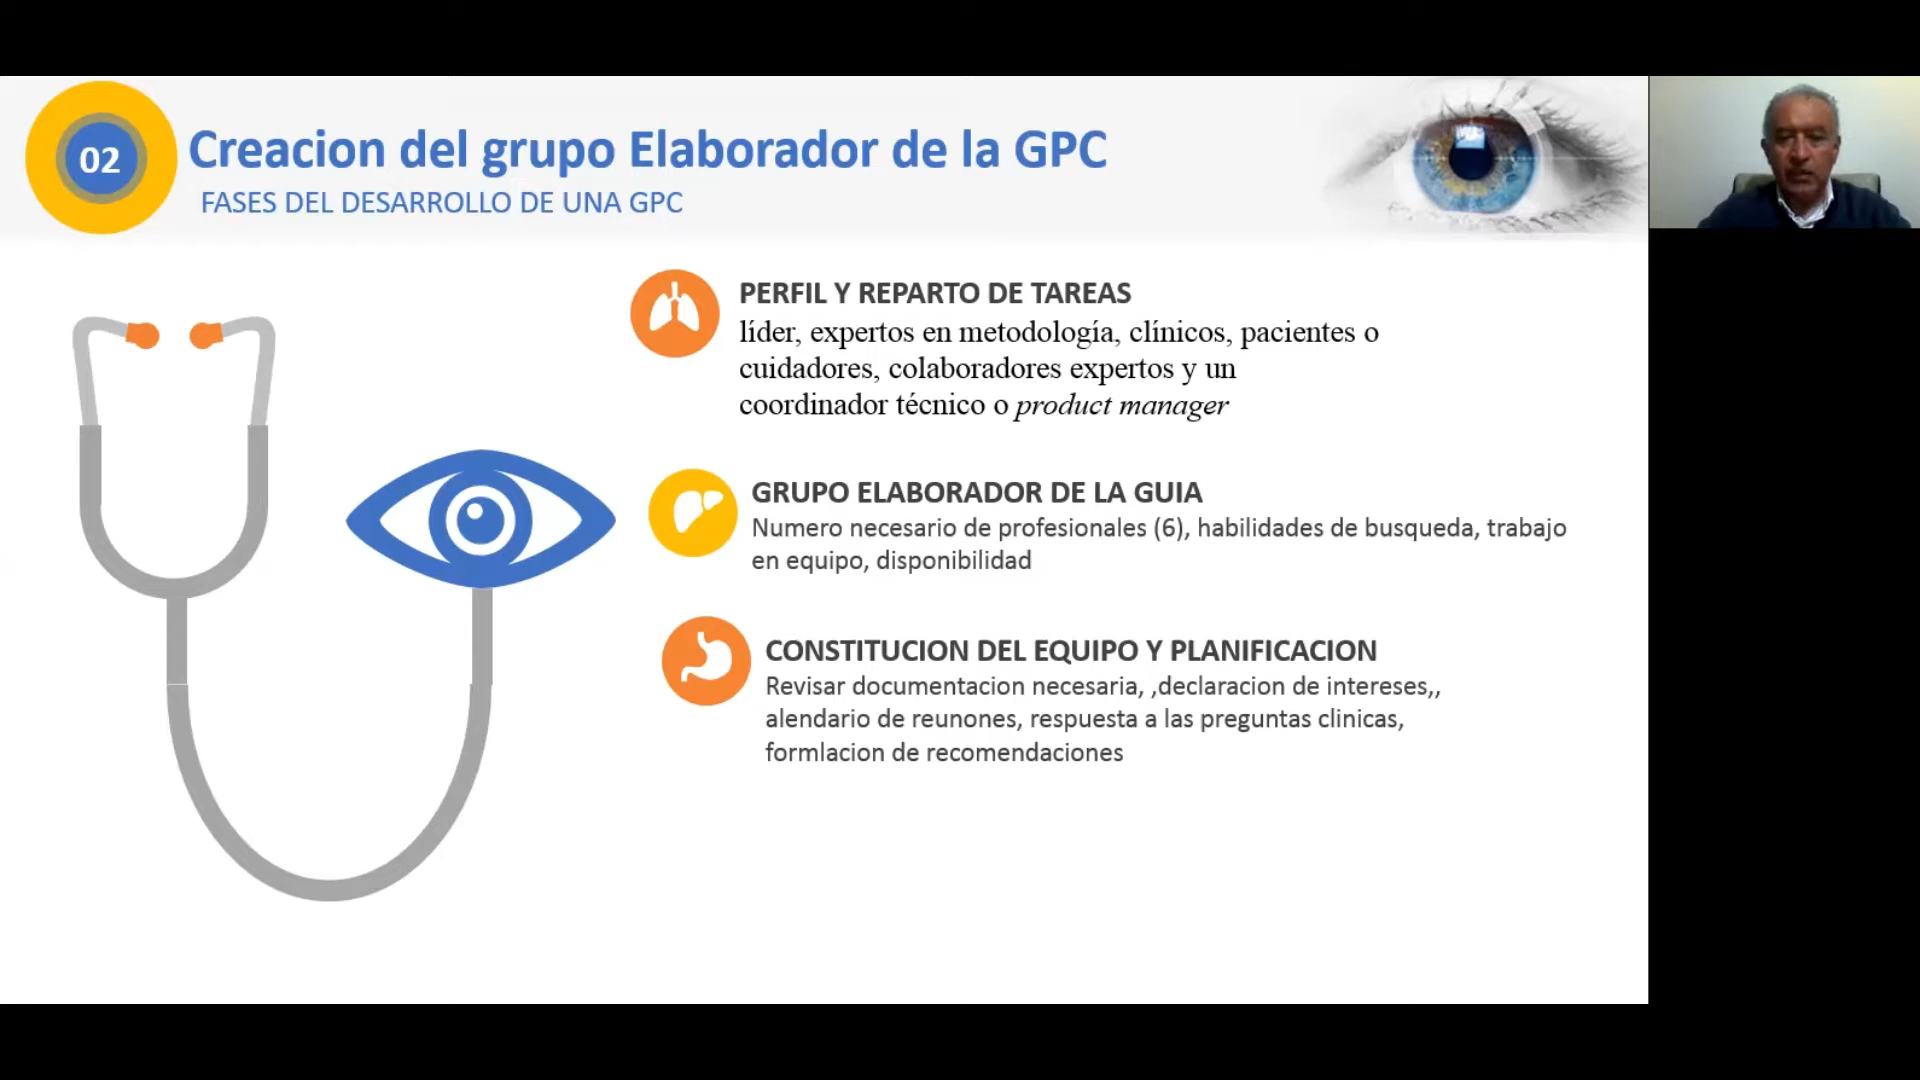 02
Creacion del grupo Elaborador de la GPC
FASES DEL DESARROLLO DE UNA GPC
PERFIL Y REPARTO DE TAREAS
líder, expertos en metodología, clínicos, pacientes o
cuidadores, colaboradores expertos y un
coordinador técnico o product manager
GRUPO ELABORADOR DE LA GUIA
Numero necesario de profesionales (6), habilidades de busqueda, trabajo
en equipo, disponibilidad
CONSTITUCION DEL EQUIPO Y PLANIFICACION
Revisar documentacion necesaria, ,declaracion de intereses,,
alendario de reunones, respuesta a las preguntas clinicas,
formlacion de recomendaciones